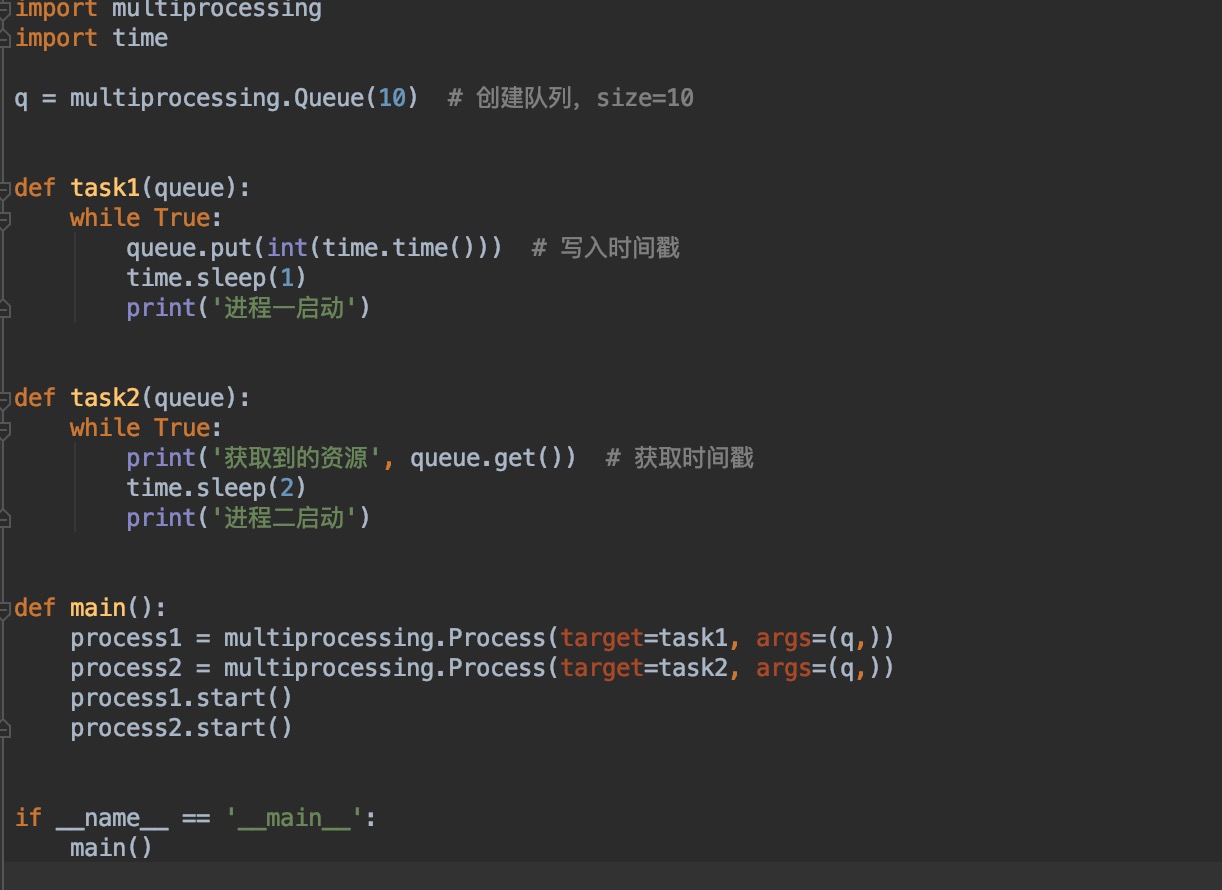 import multiprocessing
import time
q = multiprocessing.Queue(10)  # 创建队列，size=10
def task1(queue):
    while True:
        queue.put(int(time.time()))  # 写入时间戳
        time.sleep(1)
        print('进程一启动')
def task2(queue):
    while True:
        print('获取到的资源', queue.get())  # 获取时间戳
        time.sleep(2)
        print('进程二启动')
def main():
    process1 = multiprocessing.Process(target=task1, args=(q,))
    process2 = multiprocessing.Process(target=task2, args=(q,))
    process1.start()
    process2.start()
if __name__ == '__main__':
    main()